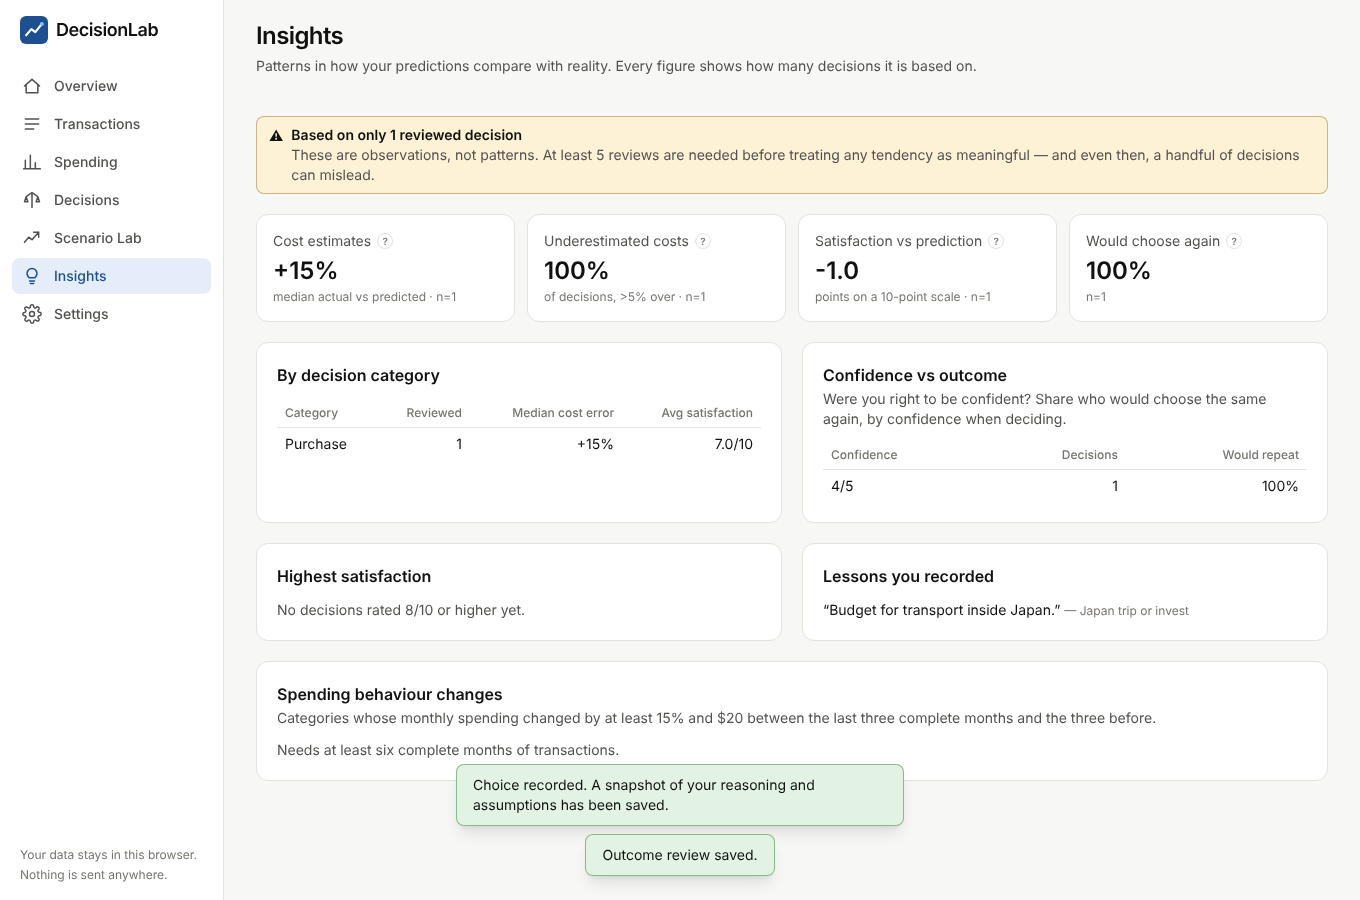 DecisionLab
Overview
Transactions
Spending
Decisions
Scenario Lab
Insights
Settings
Your data stays in this browser.
Nothing is sent anywhere.
Insights
Patterns in how your predictions compare with reality. Every figure shows how many decisions it is based on.
Based on only 1 reviewed decision
These are observations, not patterns. At least 5 reviews are needed before treating any tendency as meaningful — and even then, a handful of decisions
can mislead.
Cost estimates ?
+15%
median actual vs predicted · n=1
Underestimated costs ?
100%
of decisions, >5% over · n=1
Satisfaction vs prediction ?
-1.0
points on a 10-point scale · n=1
Would choose again ?
100%
n=1
By decision category
Category Reviewed Median cost error Avg satisfaction
Purchase 1 +15% 7.0/10
Confidence vs outcome
Were you right to be confident? Share who would choose the same
again, by confidence when deciding.
Confidence Decisions Would repeat
4/5 1 100%
Highest satisfaction
No decisions rated 8/10 or higher yet.
Lessons you recorded
“Budget for transport inside Japan.” — Japan trip or invest
Spending behaviour changes
Categories whose monthly spending changed by at least 15% and $20 between the last three complete months and the three before.
Needs at least six complete months of transactions.
Choice recorded. A snapshot of your reasoning and
assumptions has been saved.
Outcome review saved.